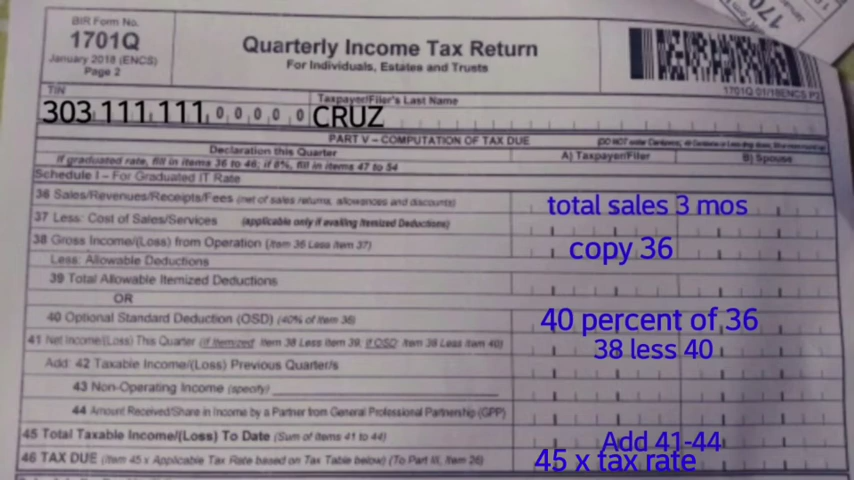 BIR Form No.
1701Q
January 2018 (ENCS)
Page 2
Quarterly Income Tax Return
For Individuals, Estates and Trusts
1701Q 01/18ENCS P2
TIN
Taxpayer/Filer's Last Name
303 111 111 0 0 0 0 0 CRUZ
PART V – COMPUTATION OF TAX DUE
Declaration this Quarter
If graduated rate, fill in items 36 to 46; if 8%, fill in items 47 to 54
A) Taxpayer/Filer
B) Spouse
Schedule I – For Graduated IT Rate
36 Sales/Revenues/Receipts/Fees (net of sales returns, allowances and discounts) total sales 3 mos
37 Less: Cost of Sales/Services (applicable only if availing Itemized Deductions)
38 Gross Income/(Loss) from Operation (Item 36 Less Item 37) copy 36
Less: Allowable Deductions
39 Total Allowable Itemized Deductions
OR
40 Optional Standard Deduction (OSD) (40% of Item 36) 40 percent of 36
41 Net Income/(Loss) This Quarter (If Itemized: Item 38 Less Item 39; If OSD: Item 38 Less Item 40) 38 less 40
Add: 42 Taxable Income/(Loss) Previous Quarter/s
43 Non-Operating Income (specify)
44 Amount Received/Share in Income by a Partner from General Professional Partnership (GPP)
45 Total Taxable Income/(Loss) To Date (Sum of Items 41 to 44) Add 41-44
46 TAX DUE (Item 45 x Applicable Tax Rate based on Tax Table below) (To Part III, Item 26) 45 x tax rate